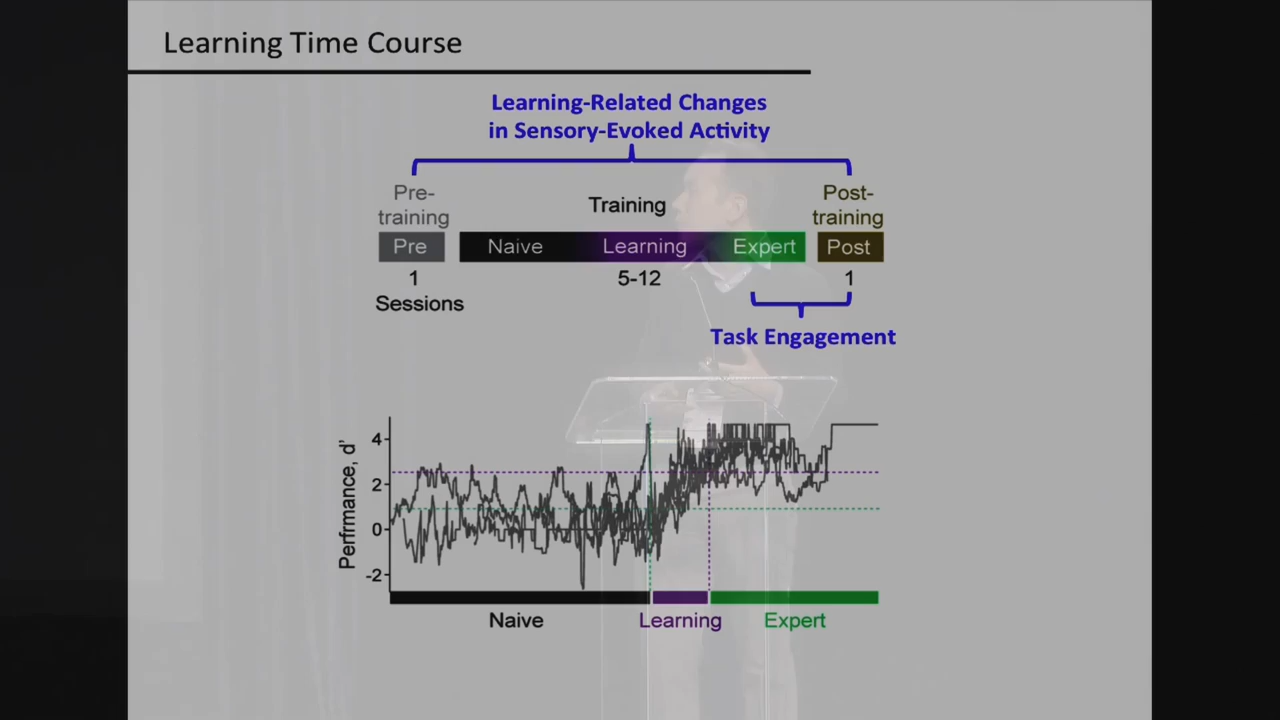 Learning Time Course
Learning-Related Changes
in Sensory-Evoked Activity
Pre-
training
Training
Post-
training
Pre
Naive
Learning
Expert
Post
1
5-12
1
Sessions
Task Engagement
Perfrmance, d'
4
2
0
-2
Naive
Learning
Expert